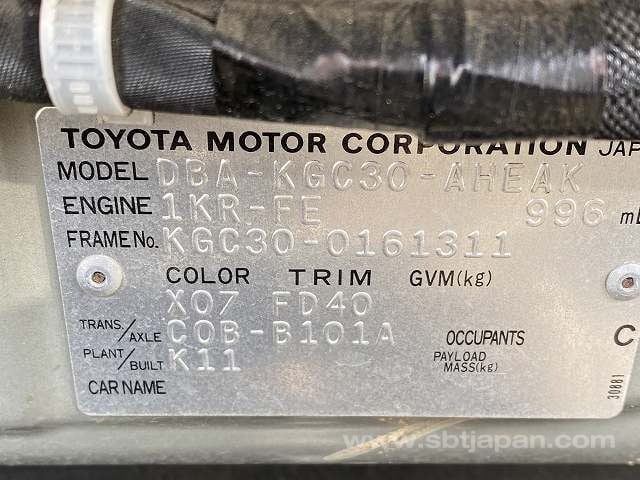 TOYOTA MOTOR CORPORATION JAP
MODEL DBA-KGC30-AHEAK
ENGINE 1KR-FE 996 mL
FRAME No. KGC30-0161311
COLOR TRIM GVM(kg)
X07 FD40
TRANS./AXLE C0B-B101A OCCUPANTS C
PLANT/BUILT K11 PAYLOAD MASS(kg)
CAR NAME
30881
www.sbtjapan.com